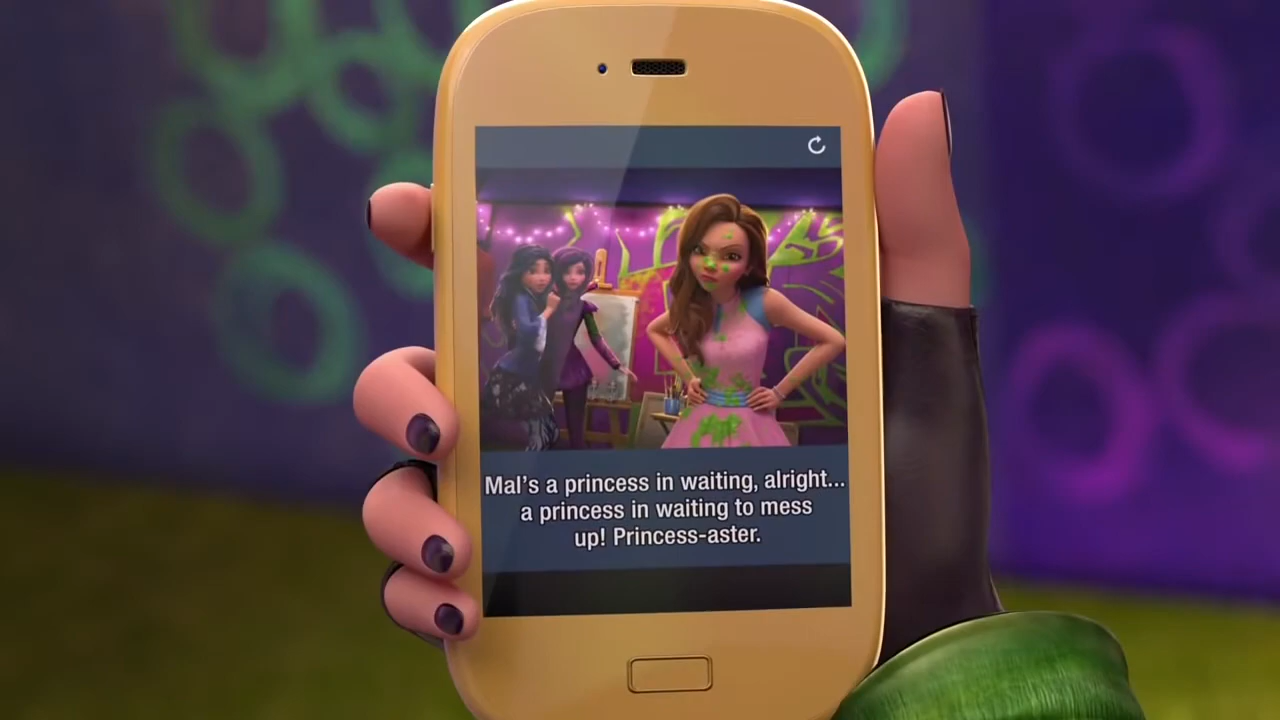 Mal's a princess in waiting, alright...
a princess in waiting to mess
up! Princess-aster.